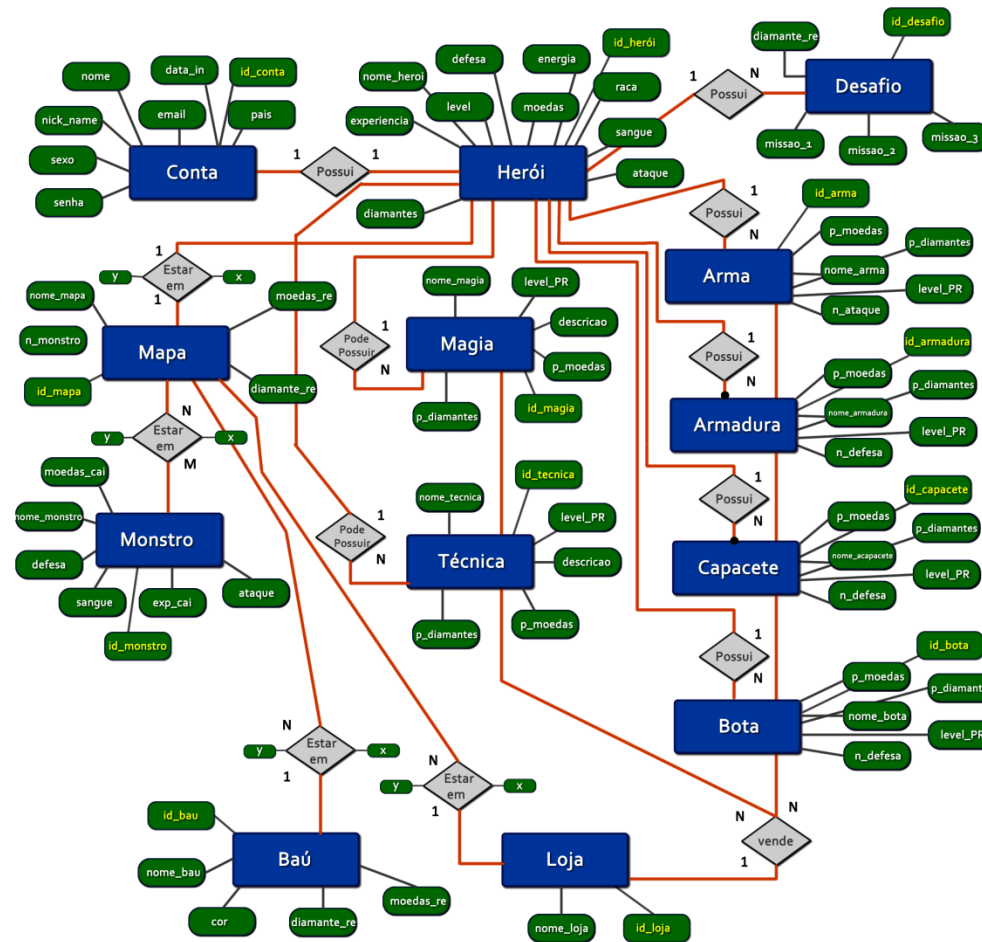 diamante_re
id_desafio
Desafio
missao_1
missao_2
missao_3
1
Possui
N
nome
data_in
id_conta
nick_name
email
pais
sexo
senha
Conta
1
Possui
1
nome_heroi
defesa
energia
id_herói
level
moedas
raca
experiencia
sangue
Herói
ataque
diamantes
Possui
1
N
id_arma
p_moedas
p_diamantes
Arma
nome_arma
level_PR
n_ataque
1
y
Estar
em
x
1
nome_mapa
moedas_re
n_monstro
Mapa
id_mapa
diamante_re
Pode
Possuir
1
N
nome_magia
level_PR
Magia
descricao
p_moedas
p_diamantes
id_magia
Possui
1
N
id_armadura
p_moedas
p_diamantes
Armadura
nome_armadura
level_PR
n_defesa
N
y
Estar
em
x
M
moedas_cai
nome_monstro
Monstro
defesa
sangue
exp_cai
ataque
id_monstro
Pode
Possuir
1
N
nome_tecnica
id_tecnica
level_PR
Técnica
descricao
p_diamantes
p_moedas
Possui
1
N
id_capacete
p_moedas
p_diamantes
Capacete
nome_acapacete
level_PR
n_defesa
Possui
1
N
id_bota
p_moedas
p_diamant
Bota
nome_bota
level_PR
n_defesa
N
y
Estar
em
x
1
id_bau
nome_bau
Baú
cor
diamante_re
moedas_re
N
y
Estar
em
x
1
Loja
nome_loja
id_loja
N
N
vende
1